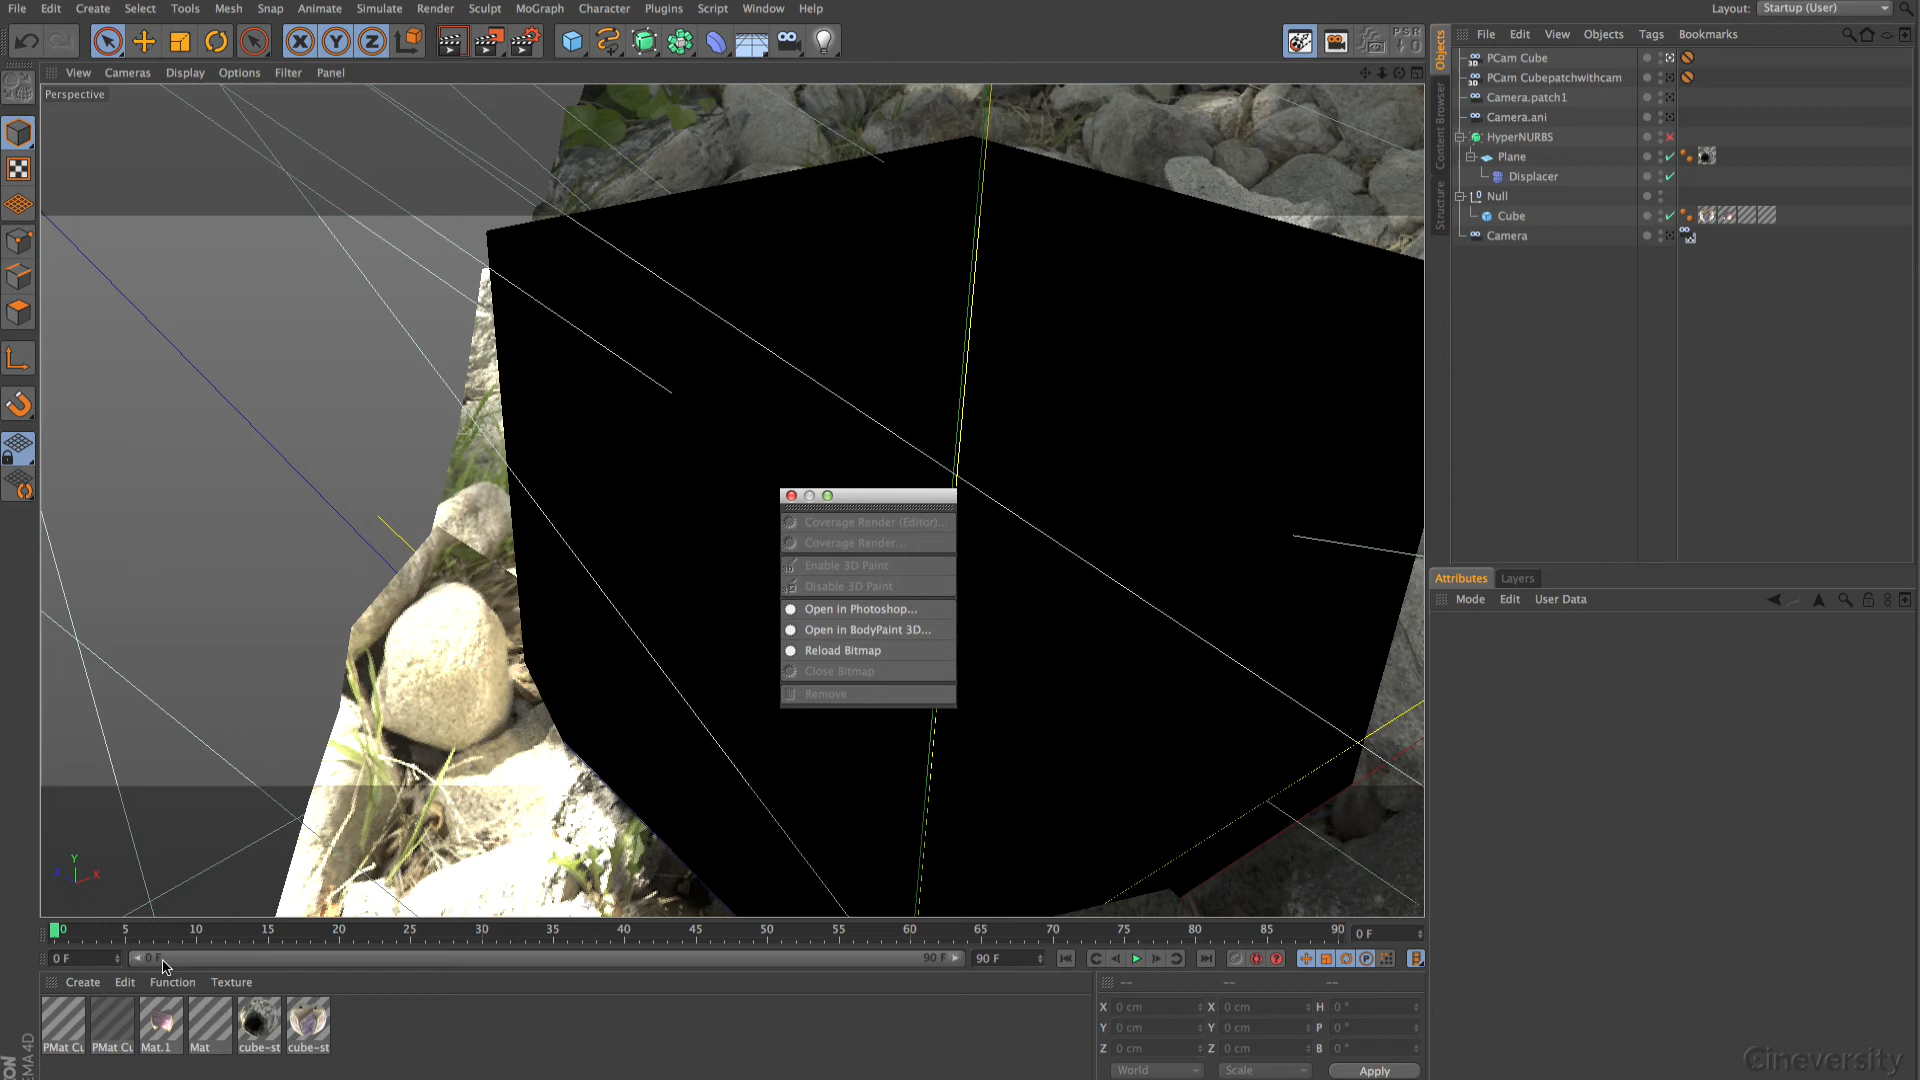 File Edit Create Select Tools Mesh Snap Animate Simulate Render Sculpt MoGraph Character Plugins Script Window Help Layout: Startup (User)
X Y Z PSR 0
View Cameras Display Options Filter Panel
Perspective
Objects
Content Browser
Structure
File Edit View Objects Tags Bookmarks
PCam Cube
PCam Cubepatchwithcam
Camera.patch1
Camera.ani
HyperNURBS
Plane
Displacer
Null
Cube
Camera
Coverage Render (Editor)...
Coverage Render...
Enable 3D Paint
Disable 3D Paint
Open in Photoshop...
Open in BodyPaint 3D...
Reload Bitmap
Close Bitmap
Remove
Attributes Layers
Mode Edit User Data
Y
Z X
0 5 10 15 20 25 30 35 40 45 50 55 60 65 70 75 80 85 90 0 F
0 F 0 F 90 F 90 F
Create Edit Function Texture
PMat Cu PMat Cu Mat.1 Mat cube-st cube-st
-- -- --
X 0 cm X 0 cm H 0 °
Y 0 cm Y 0 cm P 0 °
Z 0 cm Z 0 cm B 0 °
World Scale Apply
Cineversity